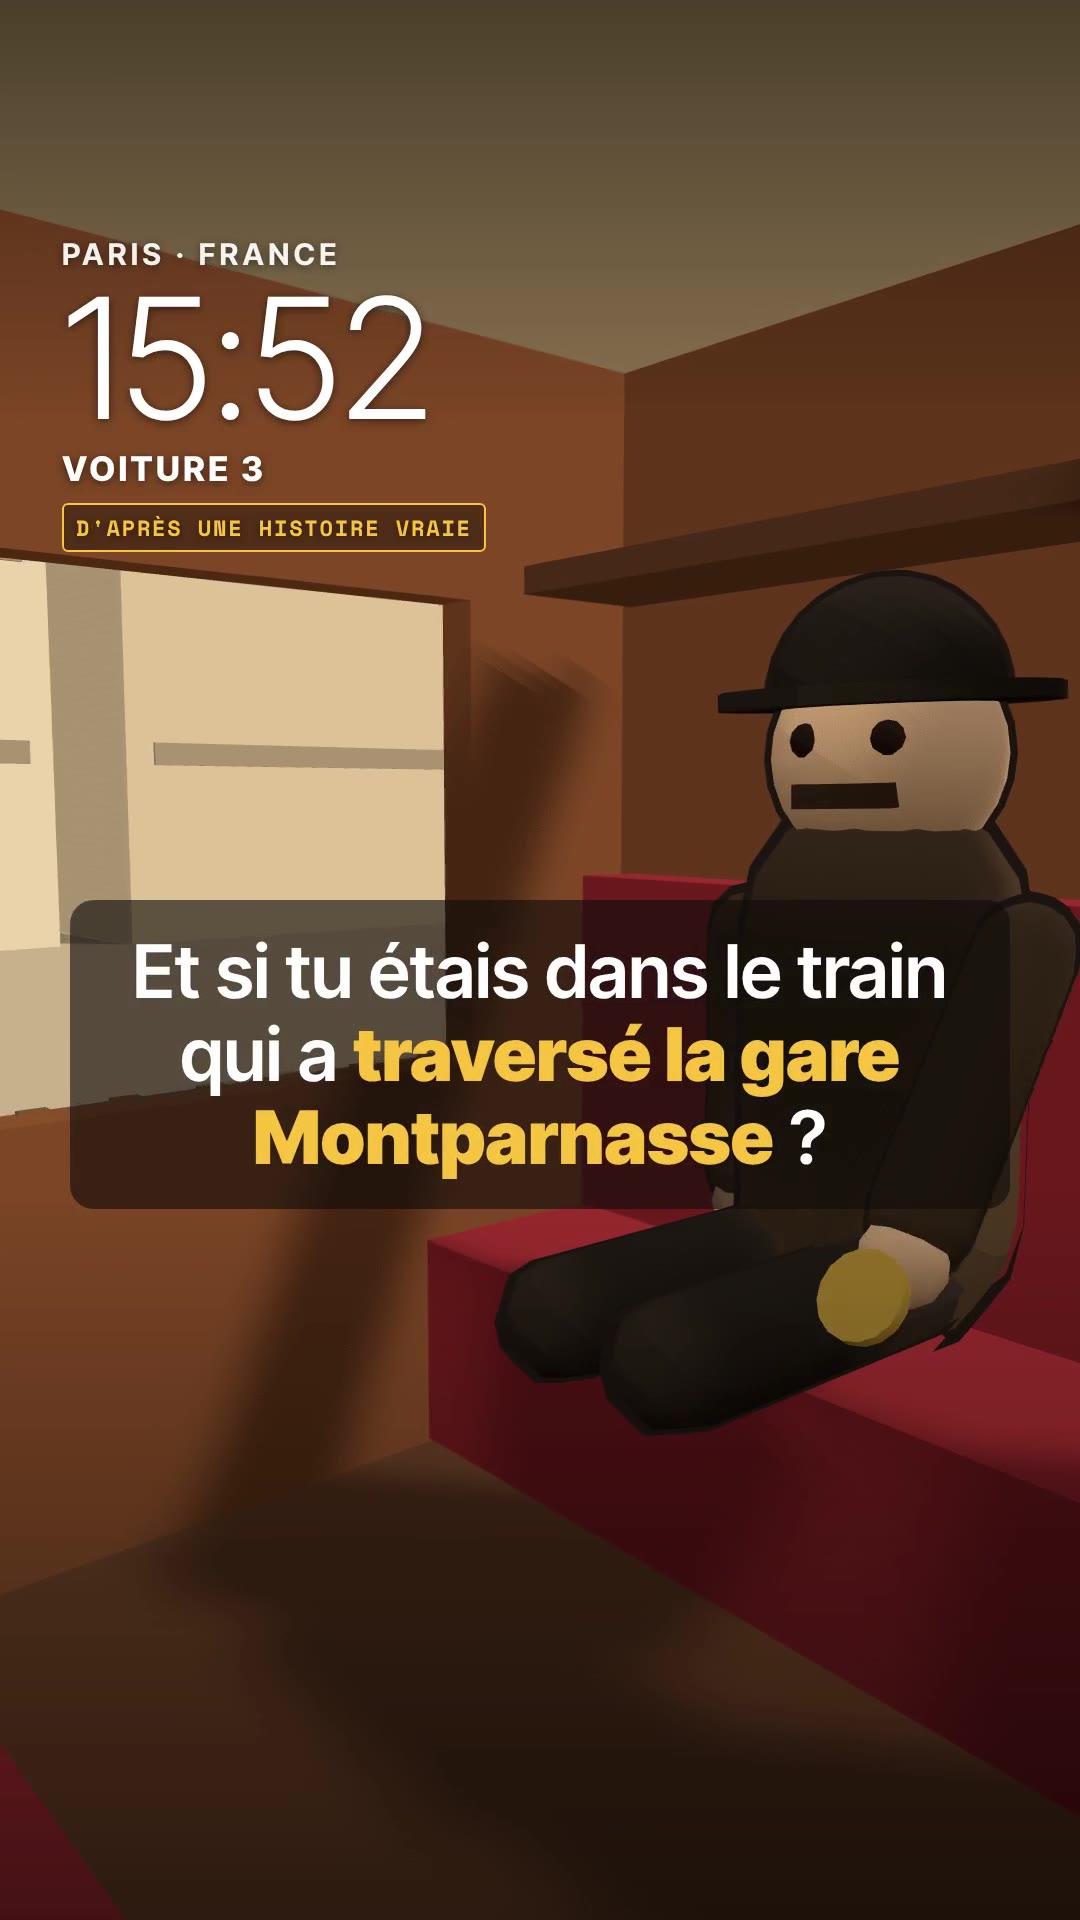 PARIS · FRANCE
15:52
VOITURE 3
D'APRÈS UNE HISTOIRE VRAIE
Et si tu étais dans le train
qui a traversé la gare
Montparnasse ?